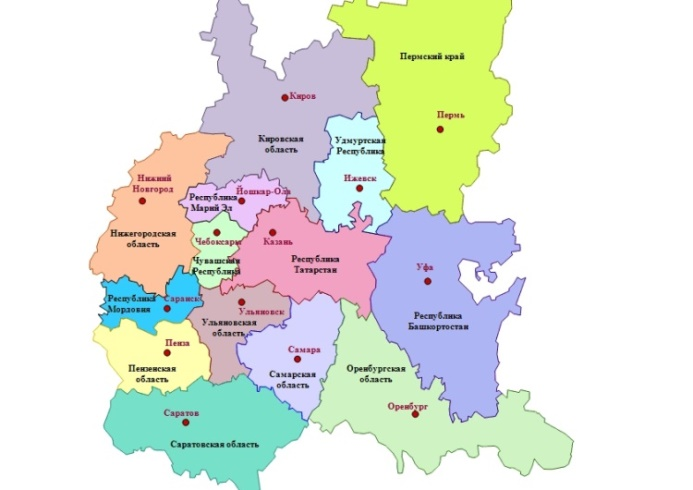 Пермский край
Киров
Пермь
Кировская
область
Удмуртская
Республика
Нижний
Новгород
Йошкар-Ола
Ижевск
Республика
Марий Эл
Нижегородская
область
Чебоксары
Казань
Чувашская
Республика
Республика
Татарстан
Уфа
Республика
Мордовия
Саранск
Ульяновск
Ульяновская
область
Республика
Башкортостан
Пенза
Самара
Пензенская
область
Самарская
область
Оренбургская
область
Саратов
Оренбург
Саратовская область